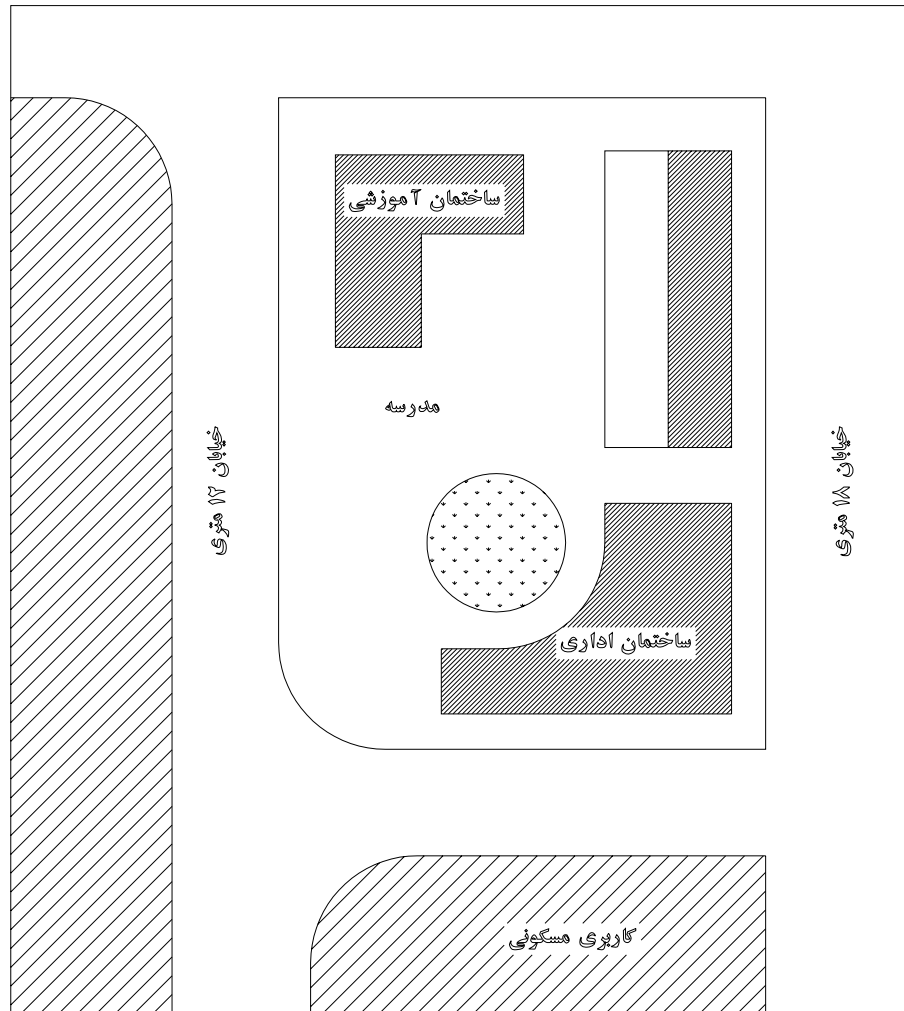 ساختمان آموزشی
مدرسه
خیابان ۱۸ متری
خیابان ۱۲ متری
ساختمان اداری
کاربری مسکونی